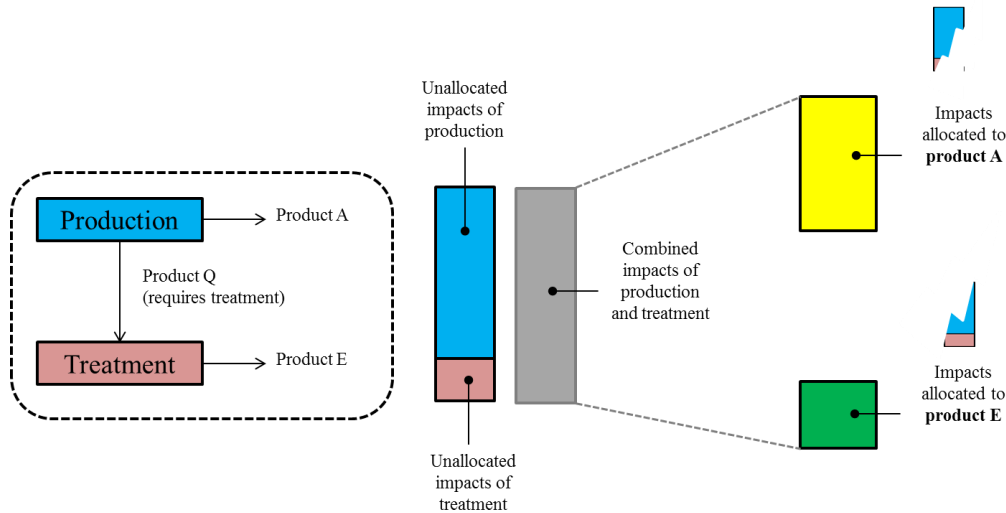 Production
Product A
Product Q
(requires treatment)
Treatment
Product E
Unallocated
impacts of
production
Unallocated
impacts of
treatment
Combined
impacts of
production
and treatment
Impacts
allocated to
product A
Impacts
allocated to
product E